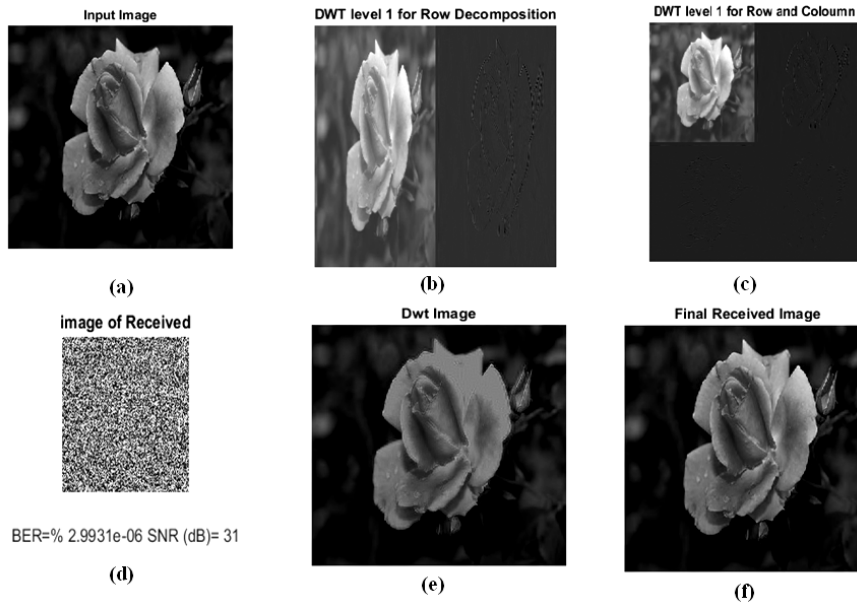 Input Image
DWT level 1 for Row Decomposition
DWT level 1 for Row and Coloumn
(a)
(b)
(c)
image of Received
Dwt Image
Final Received Image
BER=% 2.9931e-06 SNR (dB)= 31
(d)
(e)
(f)